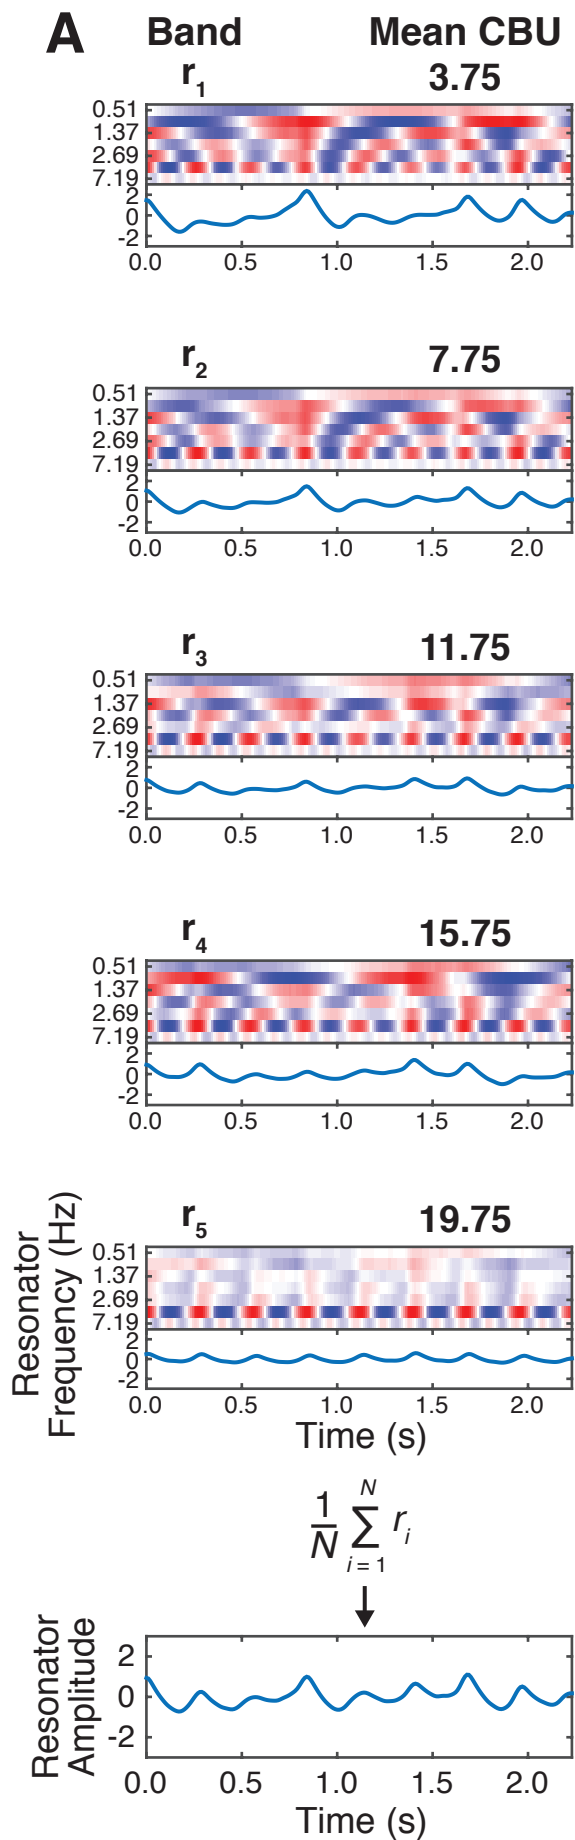 A Band Mean CBU
r1 3.75
0.51
1.37
2.69
7.19
2
0
-2
0.0 0.5 1.0 1.5 2.0
r2 7.75
0.51
1.37
2.69
7.19
2
0
-2
0.0 0.5 1.0 1.5 2.0
r3 11.75
0.51
1.37
2.69
7.19
2
0
-2
0.0 0.5 1.0 1.5 2.0
r4 15.75
0.51
1.37
2.69
7.19
2
0
-2
0.0 0.5 1.0 1.5 2.0
r5 19.75
Resonator
Frequency (Hz)
0.51
1.37
2.69
7.19
2
0
-2
0.0 0.5 1.0 1.5 2.0
Time (s)
1/N N∑i = 1 ri
Resonator
Amplitude
2
0
-2
0.0 0.5 1.0 1.5 2.0
Time (s)